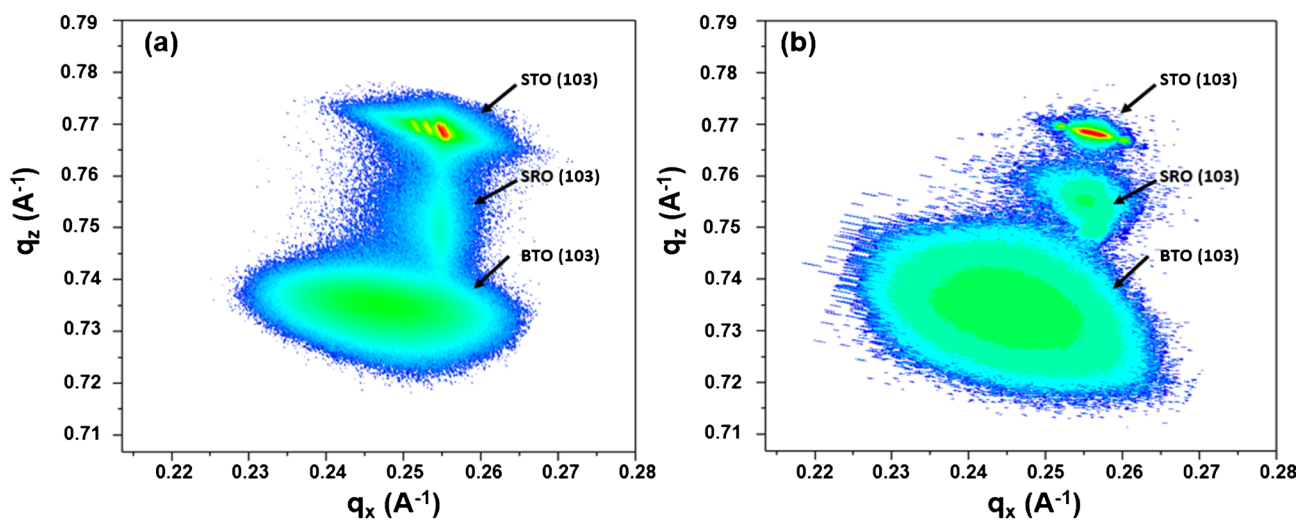 (a)
0.79
0.78
0.77
0.76
0.75
0.74
0.73
0.72
0.71
q_z (A^-1)
STO (103)
SRO (103)
BTO (103)
0.22 0.23 0.24 0.25 0.26 0.27 0.28
q_x (A^-1)
(b)
0.79
0.78
0.77
0.76
0.75
0.74
0.73
0.72
0.71
q_z (A^-1)
STO (103)
SRO (103)
BTO (103)
0.22 0.23 0.24 0.25 0.26 0.27 0.28
q_x (A^-1)